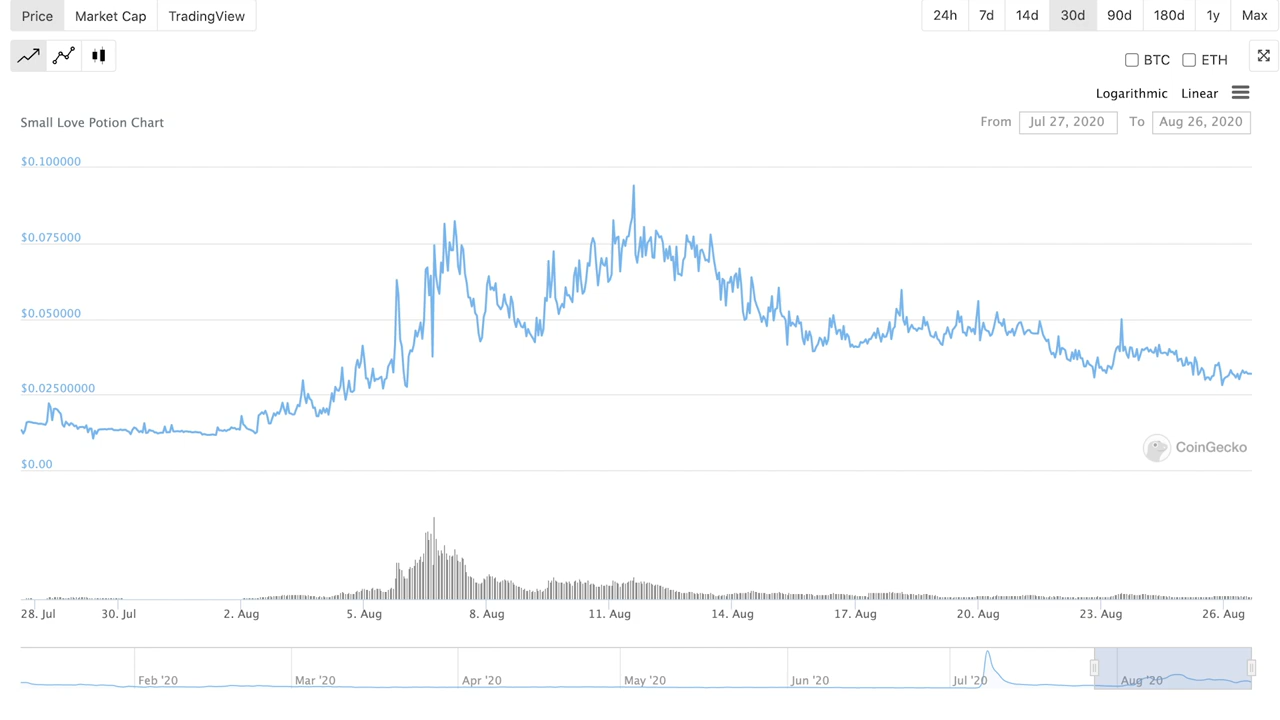 Price Market Cap TradingView 24h 7d 14d 30d 90d 180d 1y Max
BTC ETH
Logarithmic Linear
Small Love Potion Chart From Jul 27, 2020 To Aug 26, 2020
$0.100000
$0.075000
$0.050000
$0.02500000
CoinGecko
$0.00
28. Jul 30. Jul 2. Aug 5. Aug 8. Aug 11. Aug 14. Aug 17. Aug 20. Aug 23. Aug 26. Aug
Feb '20 Mar '20 Apr '20 May '20 Jun '20 Jul '20 Aug '20